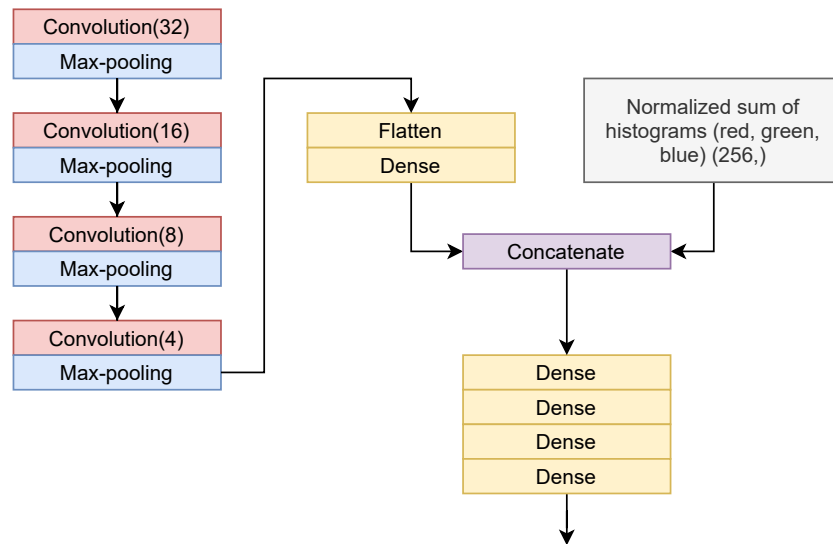 Convolution(32)
Max-pooling
Convolution(16)
Max-pooling
Convolution(8)
Max-pooling
Convolution(4)
Max-pooling
Flatten
Dense
Normalized sum of
histograms (red, green,
blue) (256,)
Concatenate
Dense
Dense
Dense
Dense